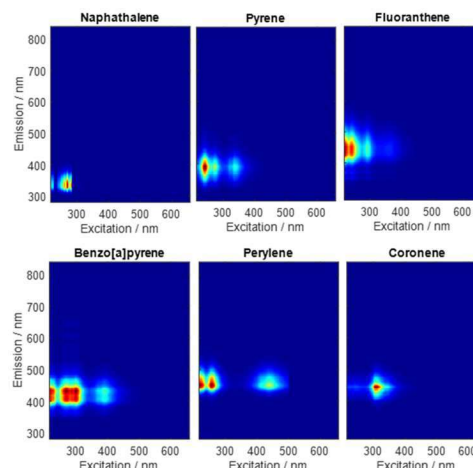 Naphathalene
Pyrene
Fluoranthene
Emission / nm
800
700
600
500
400
300
300 400 500 600
300 400 500 600
300 400 500 600
Excitation / nm
Excitation / nm
Excitation / nm
Benzo[a]pyrene
Perylene
Coronene
Emission / nm
800
700
600
500
400
300
300 400 500 600
300 400 500 600
300 400 500 600
Excitation / nm
Excitation / nm
Excitation / nm